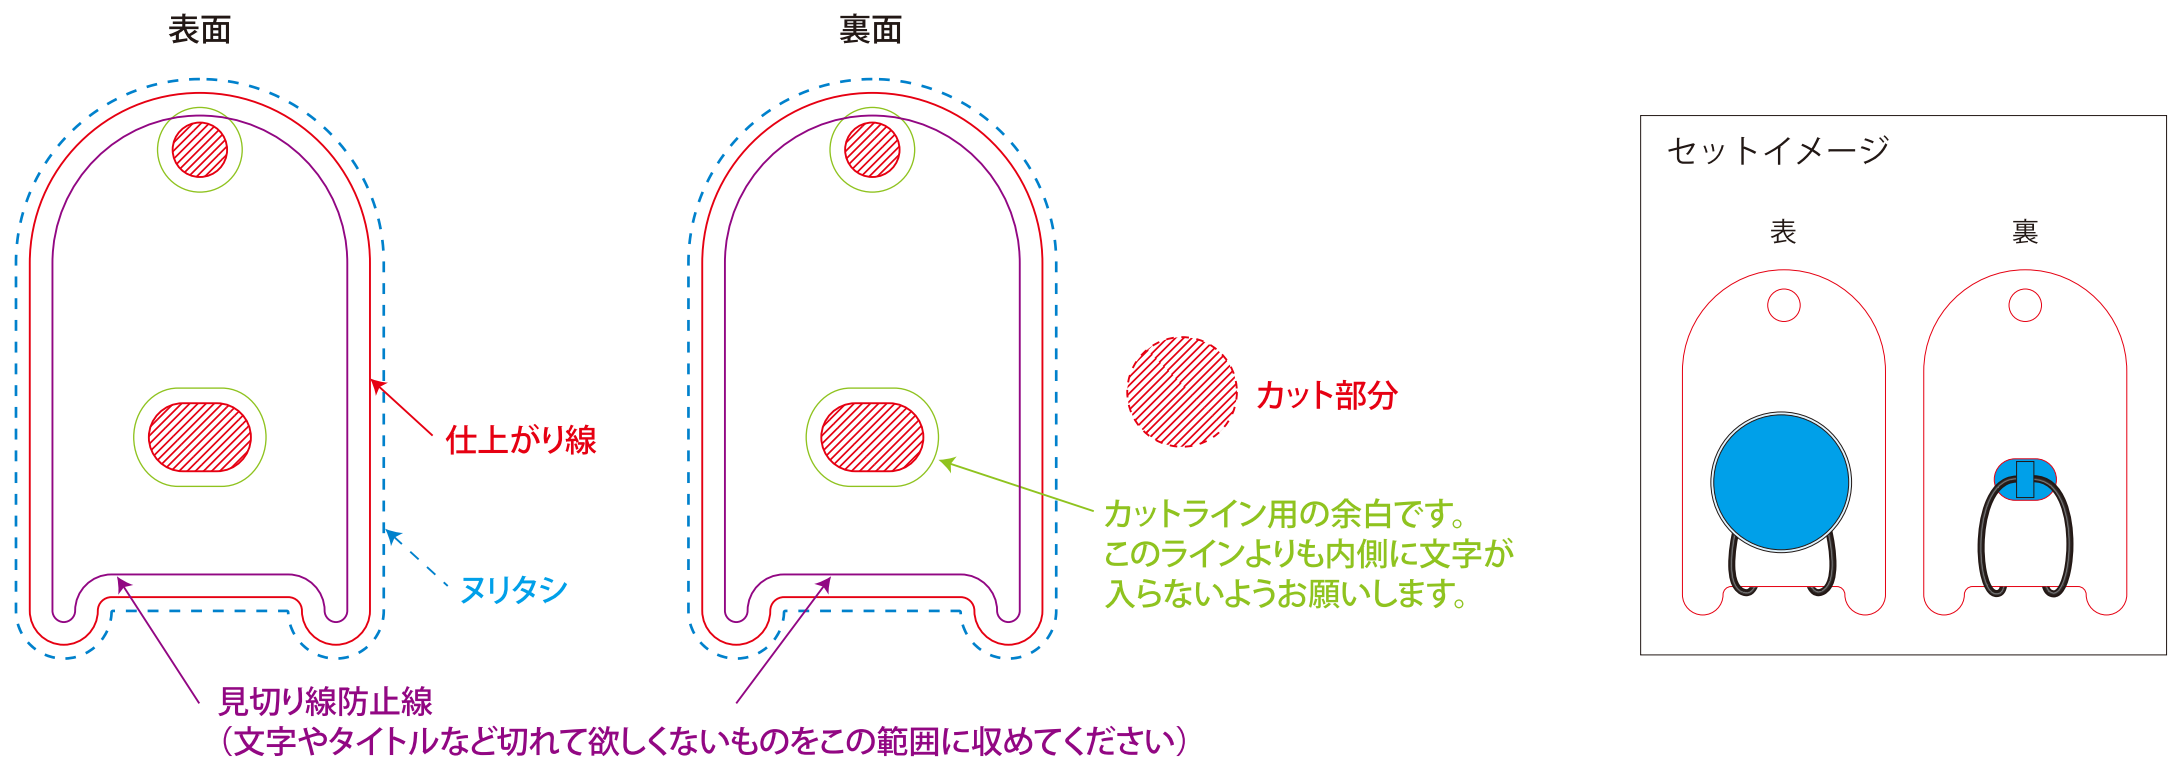 表面
裏面
仕上がり線
ヌリタシ
カット部分
カットライン用の余白です。
このラインよりも内側に文字が
入らないようお願いします。
見切り線防止線
（文字やタイトルなど切れて欲しくないものをこの範囲に収めてください）
セットイメージ
表
裏